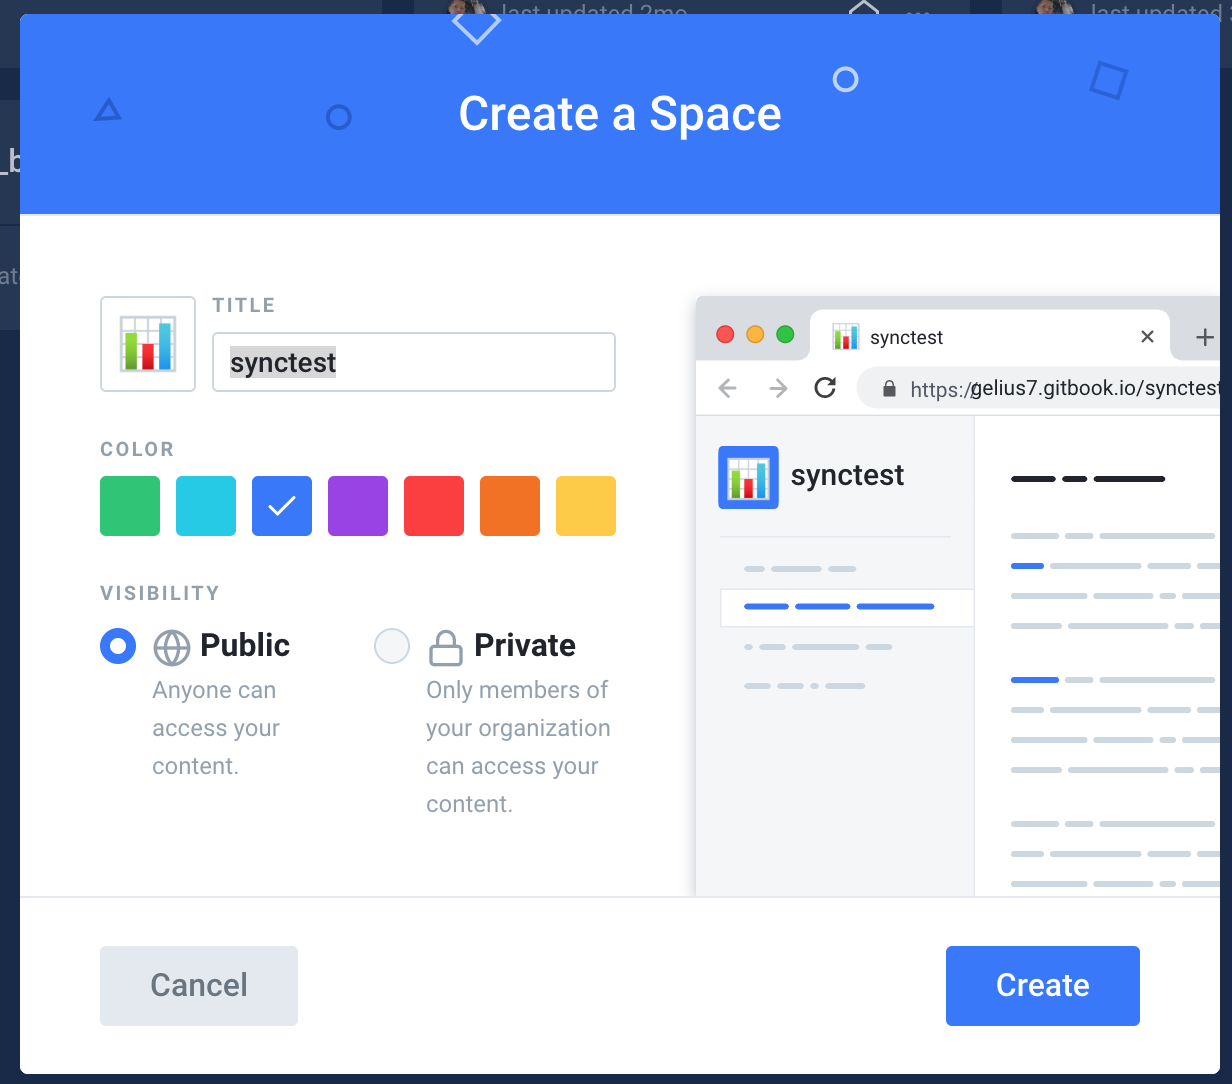 last updated 2mo
last updated
_b
Create a Space
TITLE
synctest
COLOR
VISIBILITY
Public
Anyone can
access your
content.
Private
Only members of
your organization
can access your
content.
synctest
https://gelius7.gitbook.io/synctest
synctest
Cancel
Create